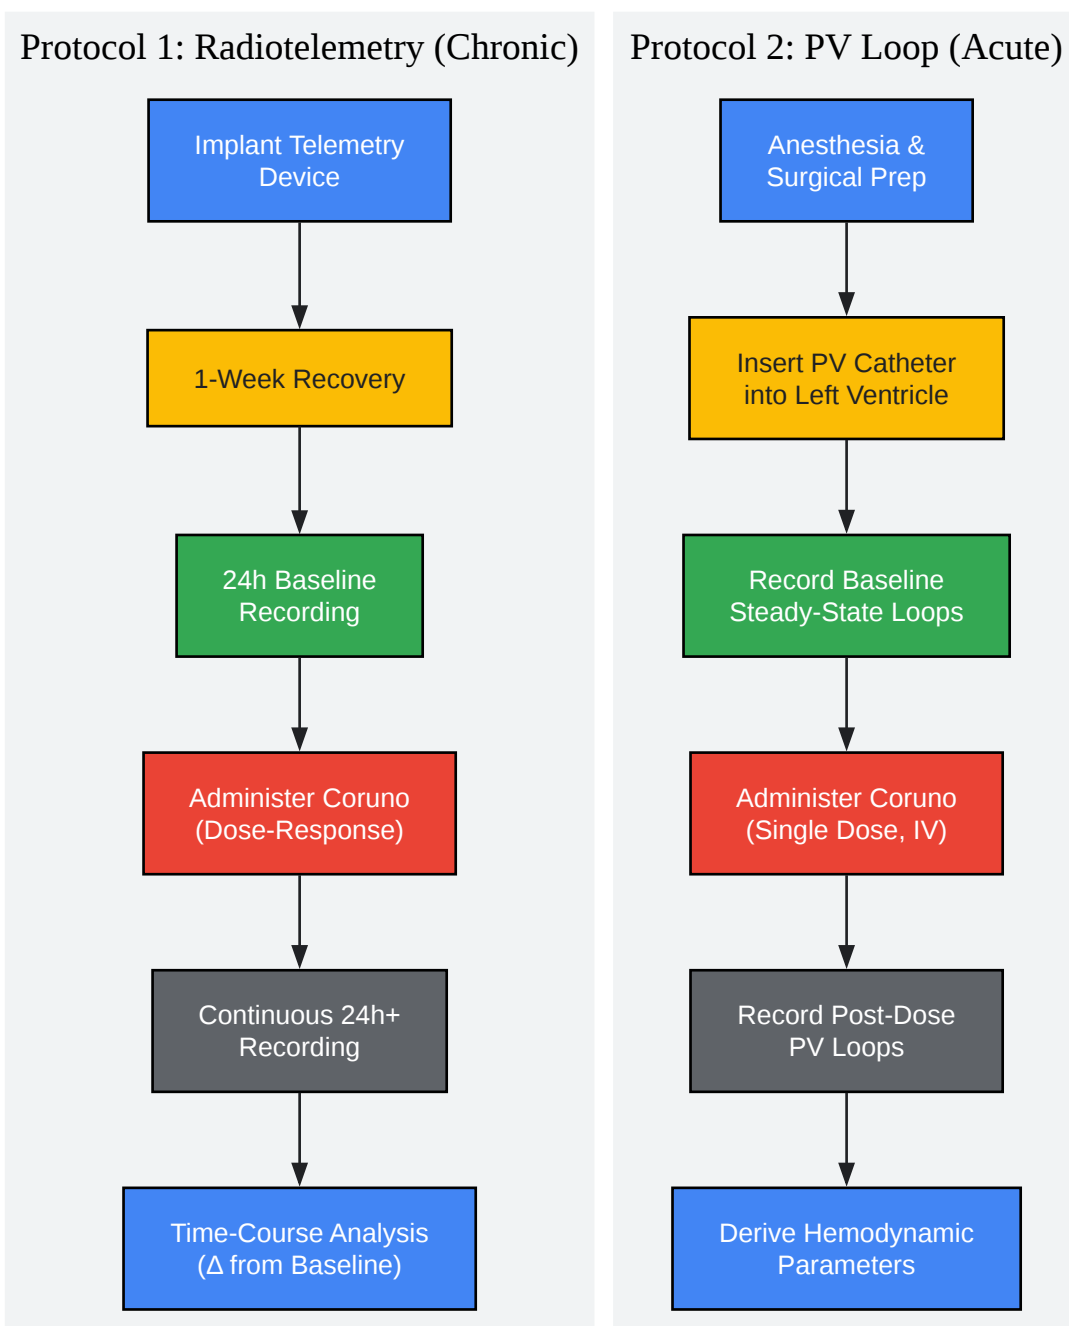 Protocol 1: Radiotelemetry (Chronic)
Implant Telemetry
Device
1-Week Recovery
24h Baseline
Recording
Administer Coruno
(Dose-Response)
Continuous 24h+
Recording
Time-Course Analysis
(Δ from Baseline)
Protocol 2: PV Loop (Acute)
Anesthesia &
Surgical Prep
Insert PV Catheter
into Left Ventricle
Record Baseline
Steady-State Loops
Administer Coruno
(Single Dose, IV)
Record Post-Dose
PV Loops
Derive Hemodynamic
Parameters